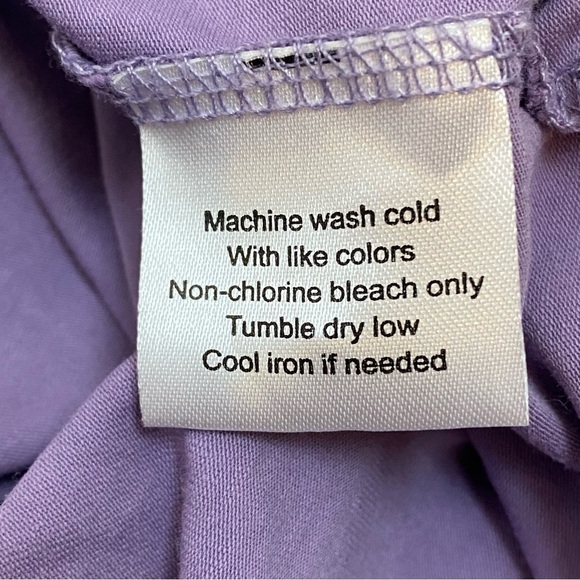 Machine wash cold
With like colors
Non-chlorine bleach only
Tumble dry low
Cool iron if needed